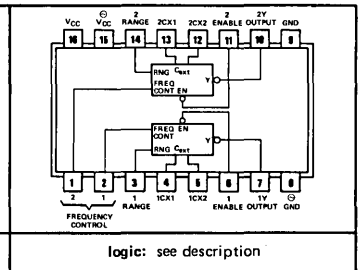 ⊖ 2 2 2Y
VCC VCC RANGE 2CX1 2CX2 ENABLE OUTPUT GND
16 15 14 13 12 11 10 9
RNG Cext
Y
FREQ
CONT EN
FREQ EN
CONT
Y
RNG Cext
1 2 3 4 5 6 7 8
2 1 1 1CX1 1CX2 1 1Y ⊖
RANGE ENABLE OUTPUT GND
FREQUENCY
CONTROL
logic: see description